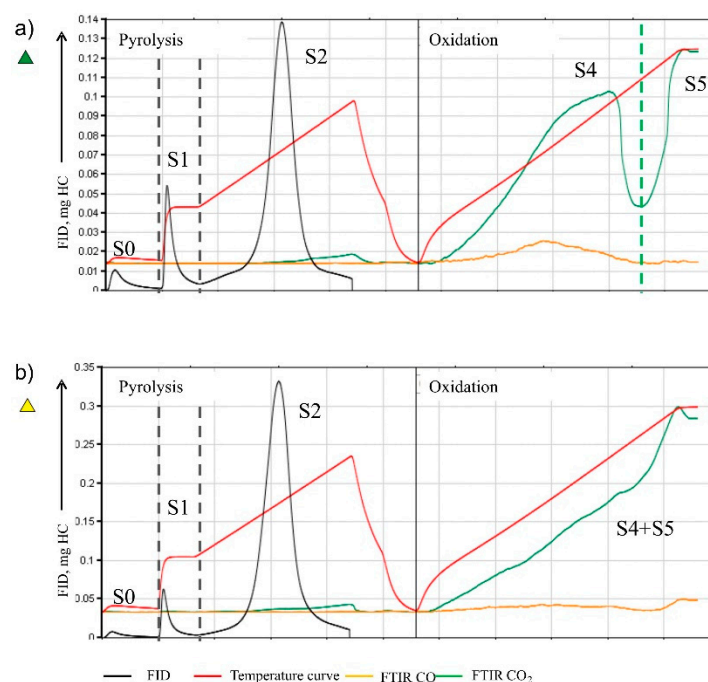 a)
Pyrolysis
Oxidation
0.14
0.13
0.12
0.11
0.1
0.09
0.08
0.07
0.06
0.05
0.04
0.03
0.02
0.01
0
FID, mg HC
S0
S1
S2
S4
S5
b)
Pyrolysis
Oxidation
0.35
0.3
0.25
0.2
0.15
0.1
0.05
0
FID, mg HC
S0
S1
S2
S4+S5
FID
Temperature curve
FTIR CO
FTIR CO₂